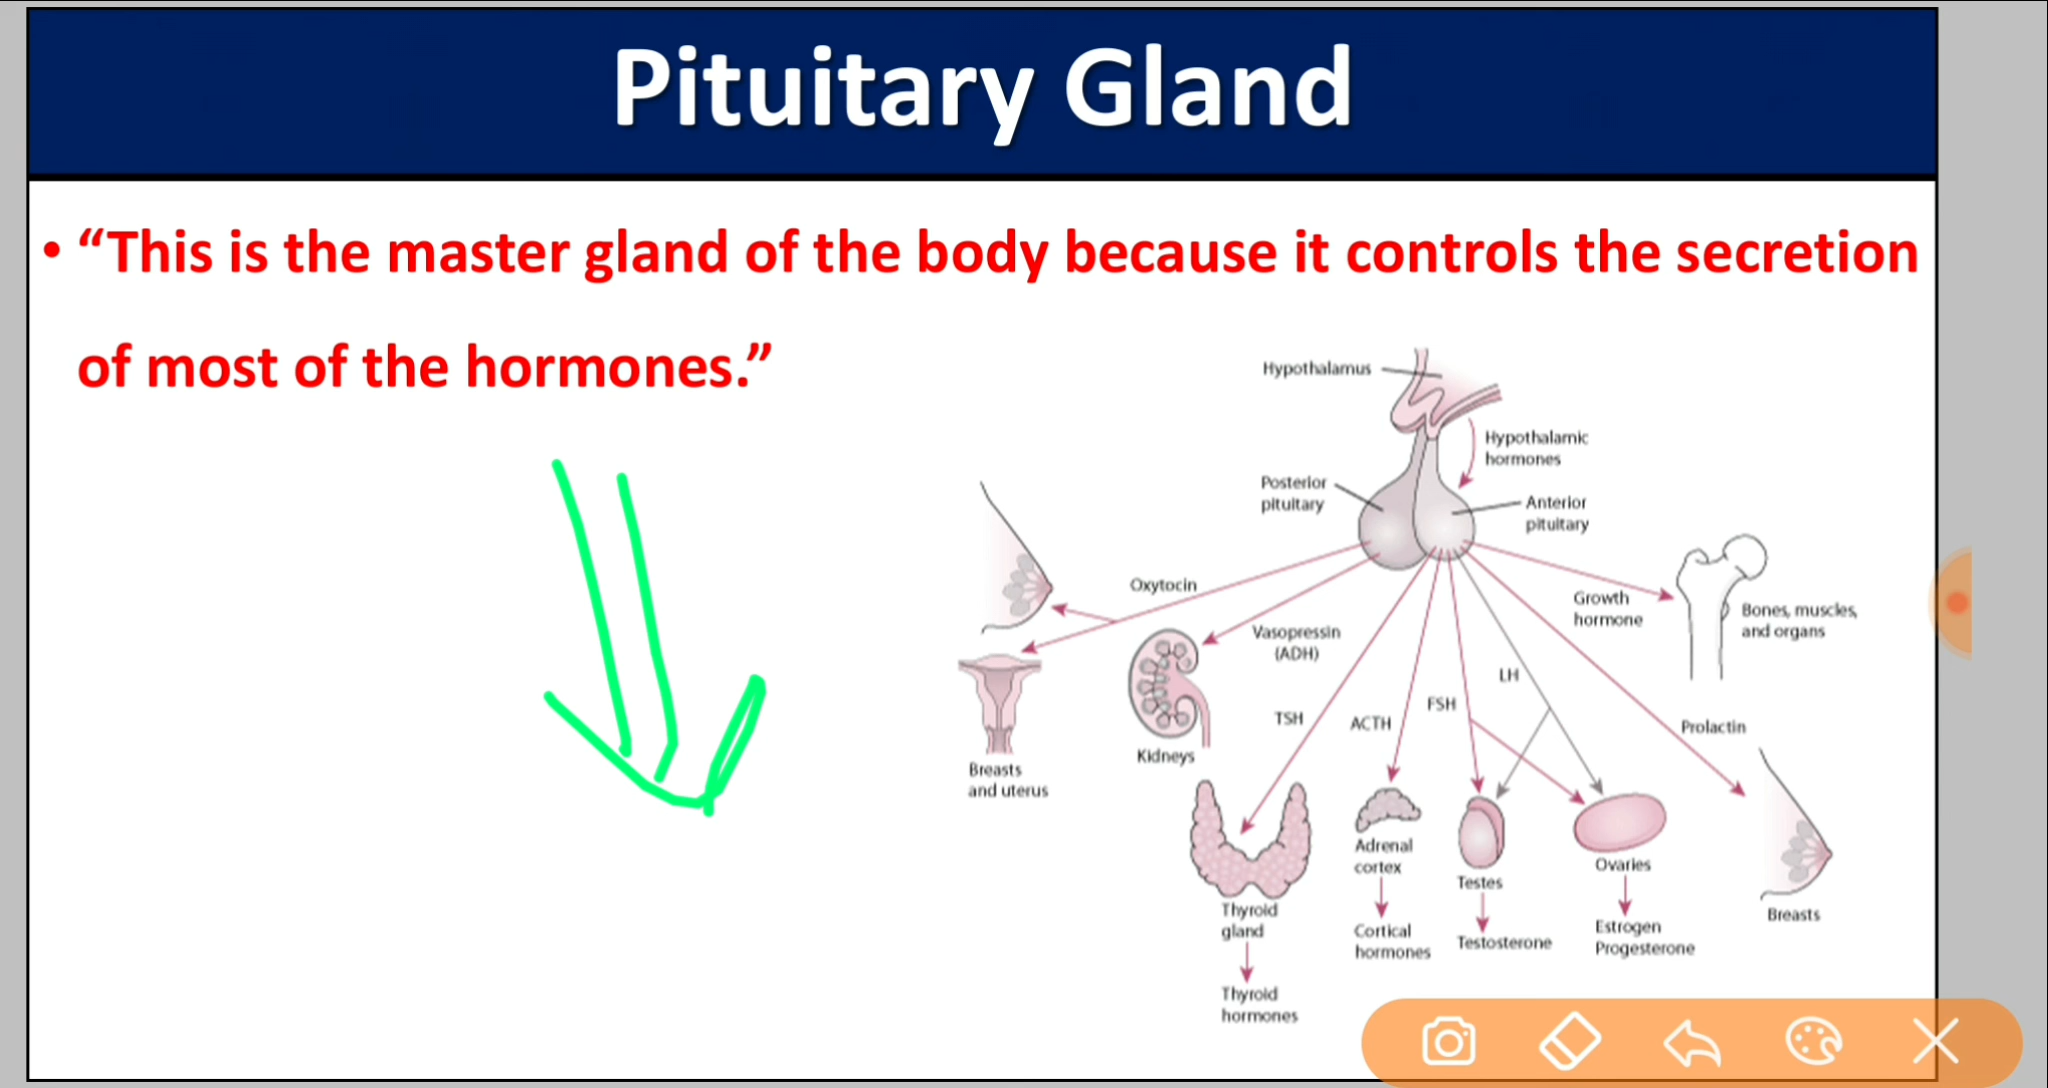 Pituitary Gland
• “This is the master gland of the body because it controls the secretion
of most of the hormones.”
Hypothalamus
Hypothalamic
hormones
Posterior
pituitary
Anterior
pituitary
Oxytocin
Growth
hormone
Bones, muscles,
and organs
Vasopressin
(ADH)
LH
FSH
TSH
ACTH
Prolactin
Kidneys
Breasts
and uterus
Adrenal
cortex
Ovaries
Testes
Thyroid
gland
Breasts
Cortical
hormones
Testosterone
Estrogen
Progesterone
Thyroid
hormones